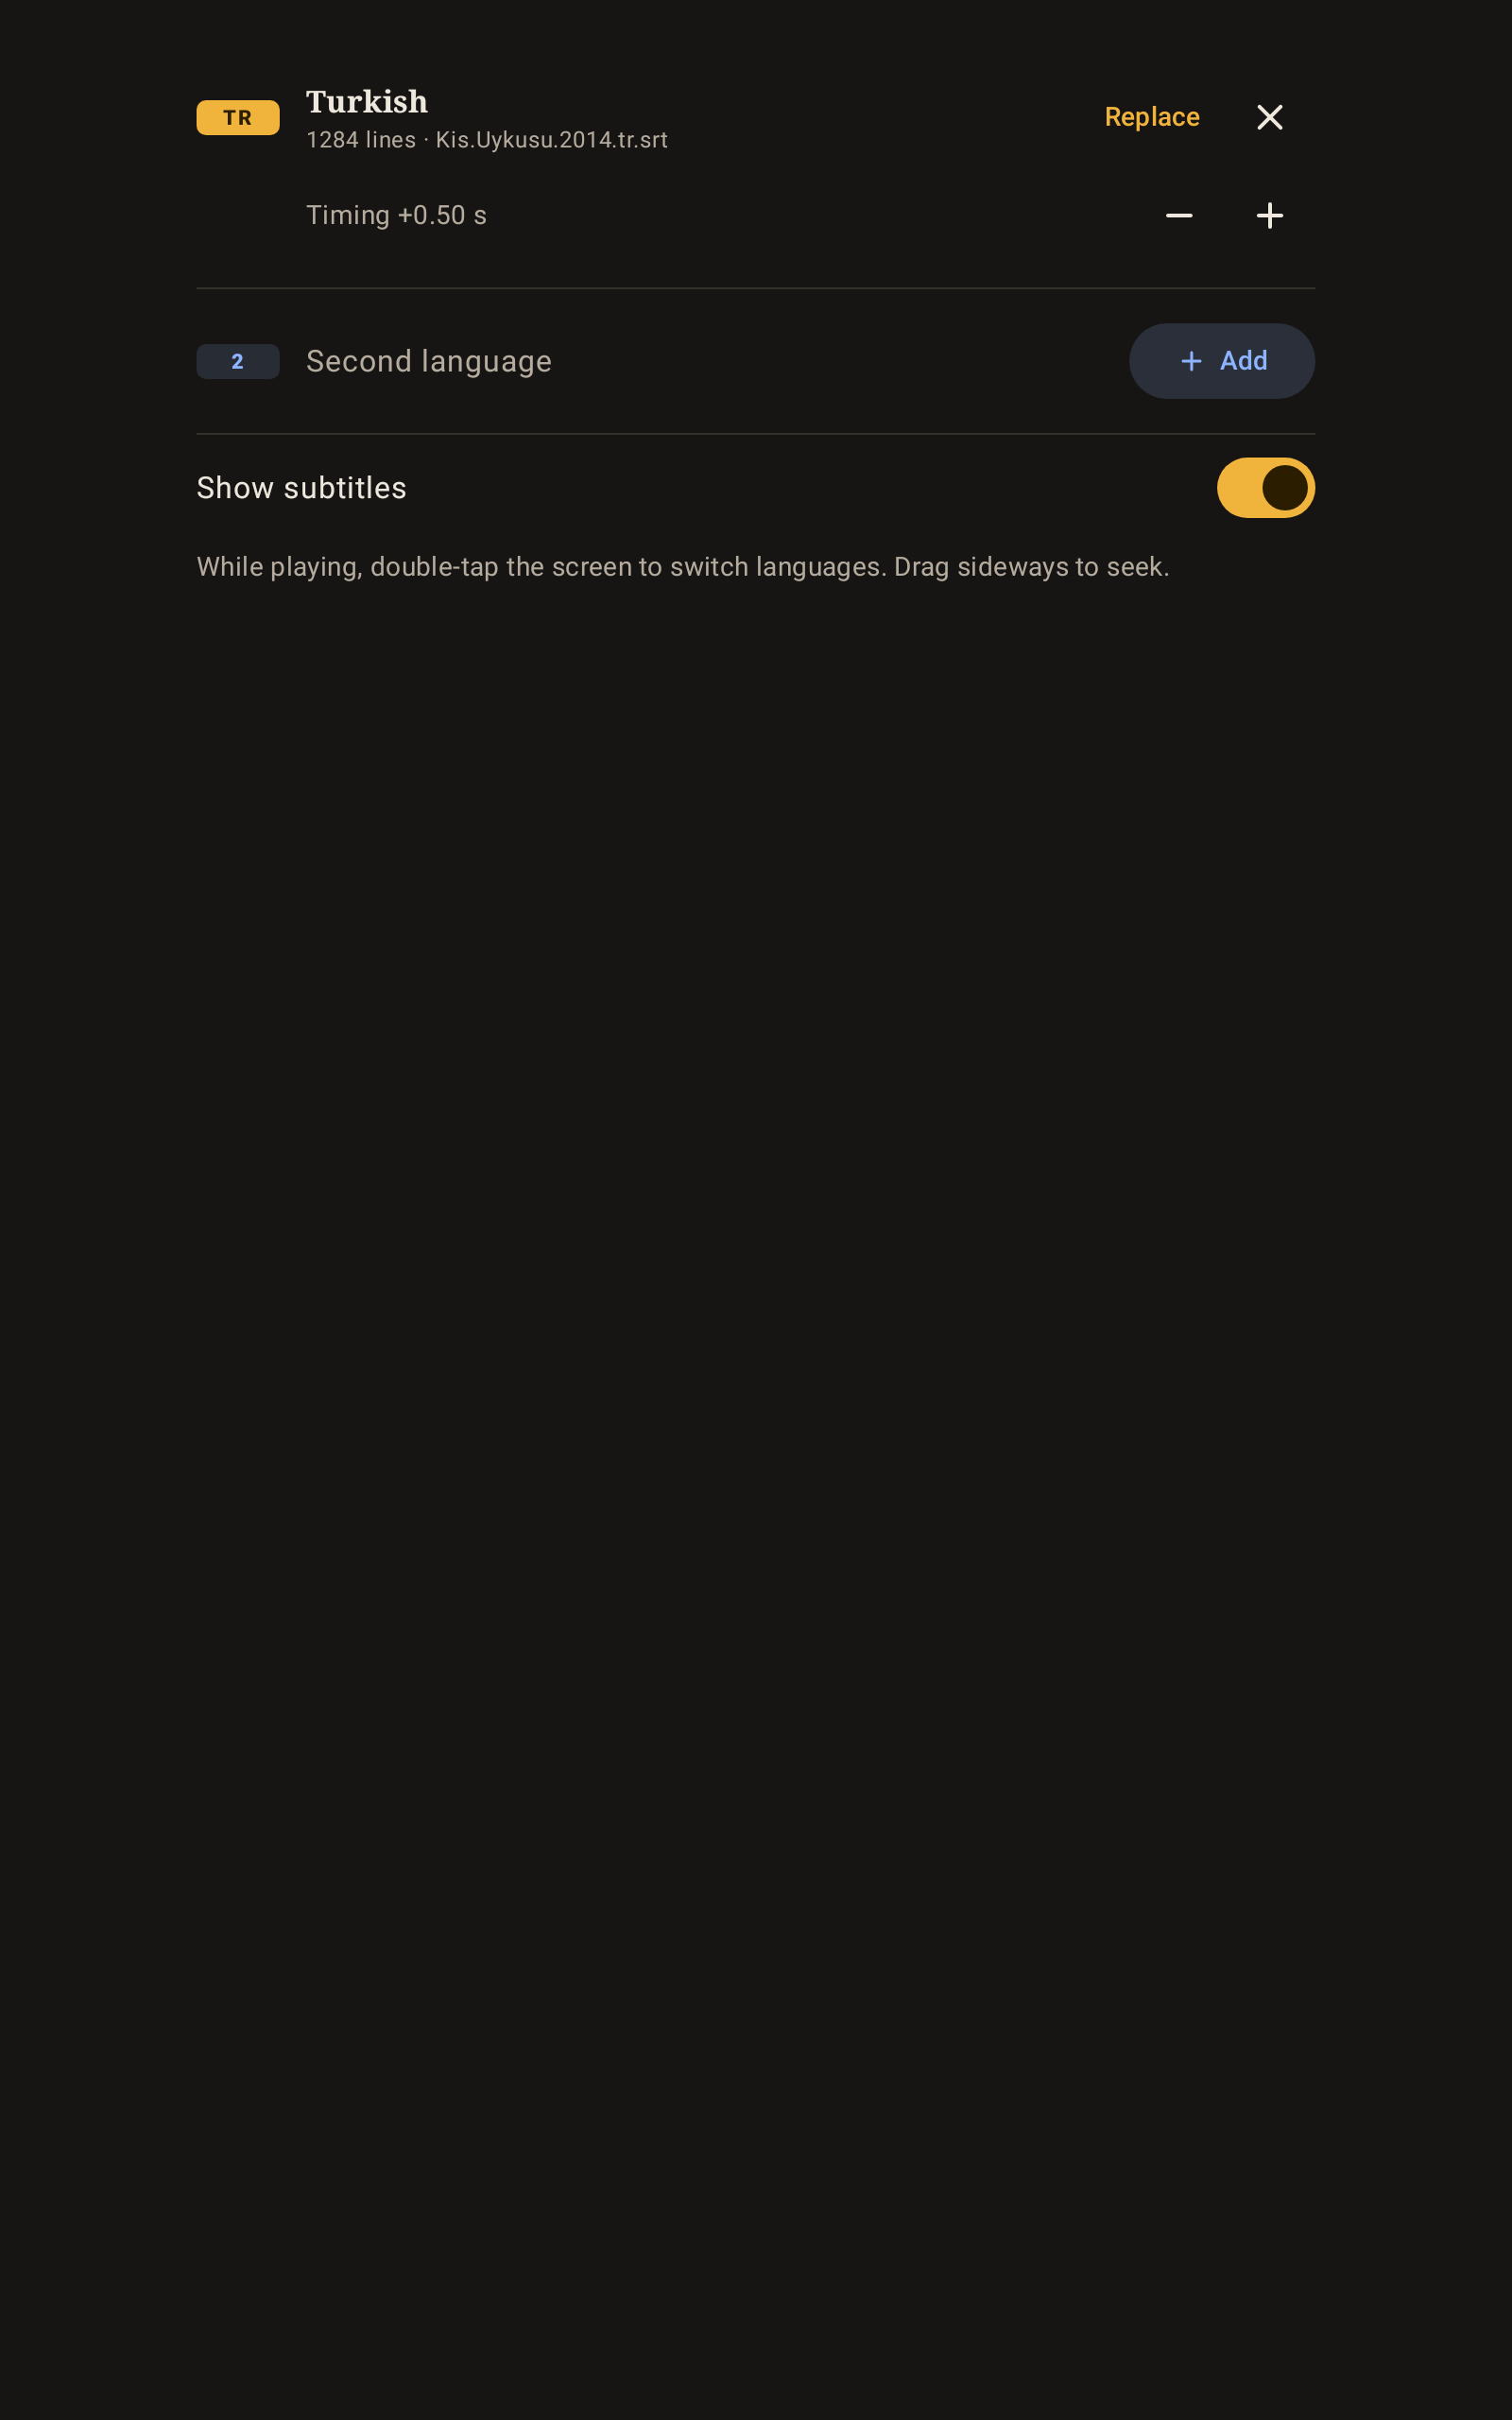 TR
Turkish
1284 lines · Kis.Uykusu.2014.tr.srt
Replace
Timing +0.50 s
2
Second language
Add
Show subtitles
While playing, double-tap the screen to switch languages. Drag sideways to seek.